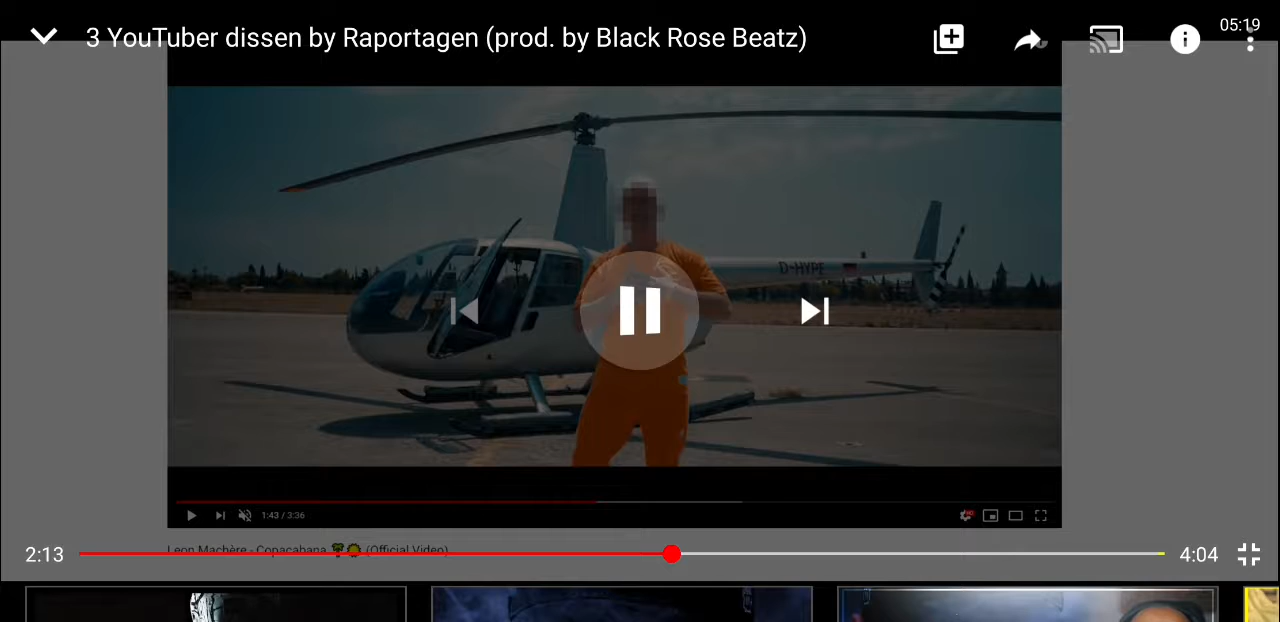 3 YouTuber dissen by Raportagen (prod. by Black Rose Beatz)
05:19
D-HYPE
1:43 / 3:36
Leon Machère - Copacabana 🌴🌞 (Official Video)
2:13
4:04